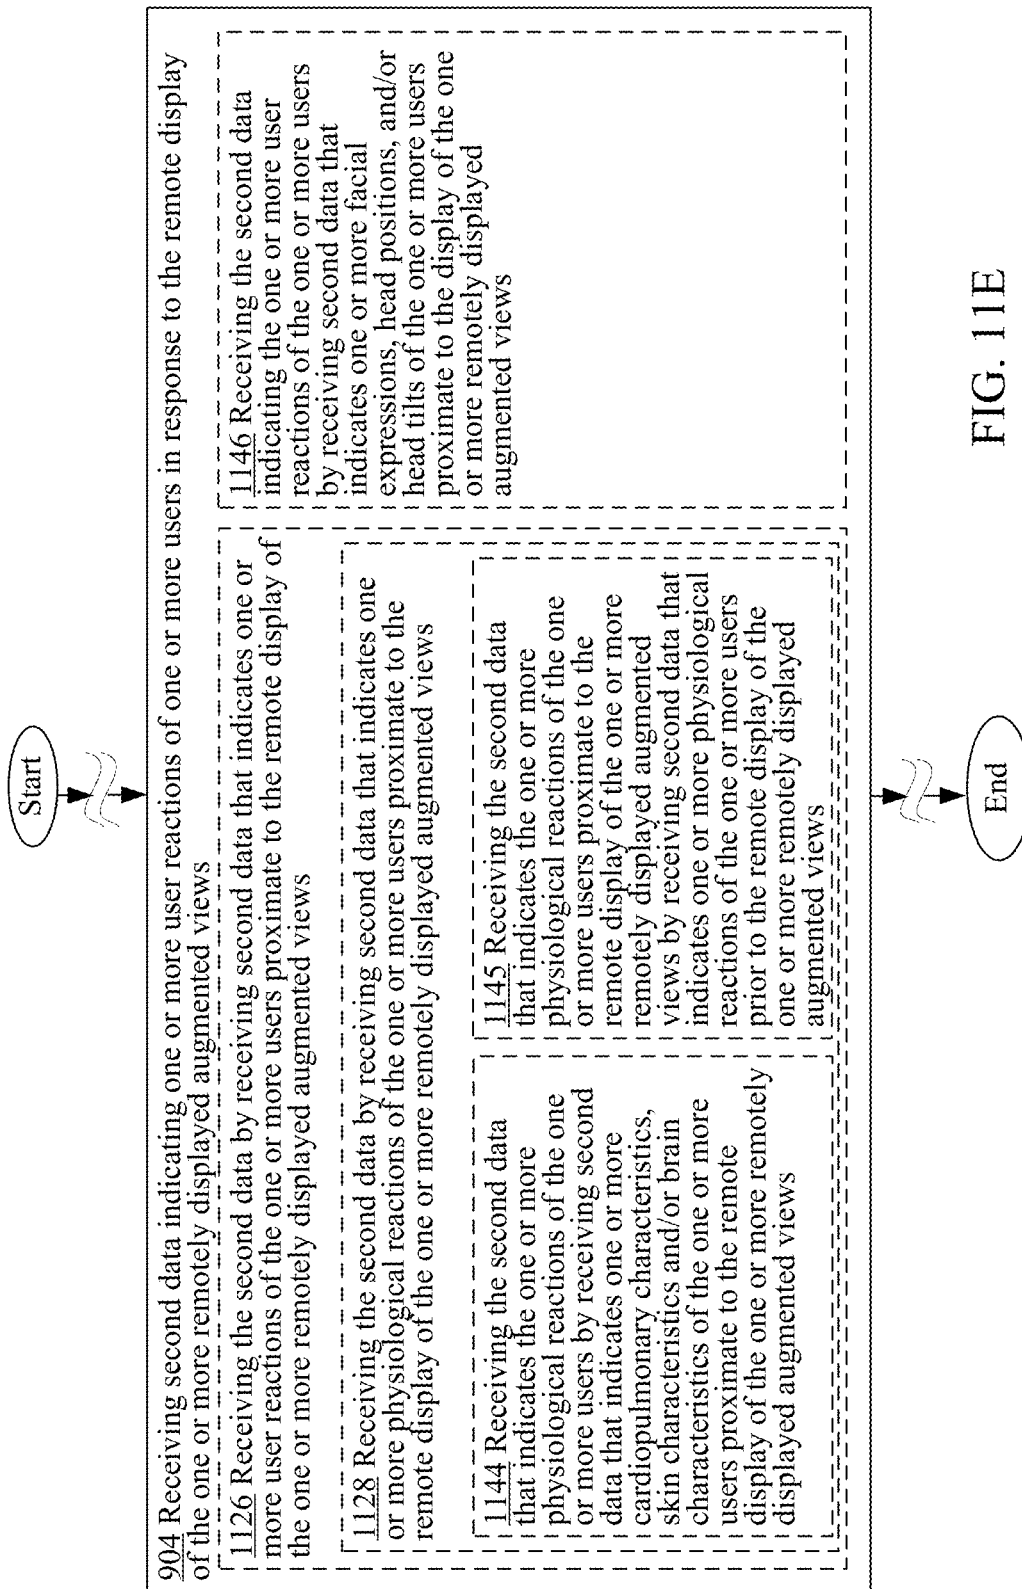 Start
904 Receiving second data indicating one or more user reactions of one or more users in response to the remote display
of the one or more remotely displayed augmented views
1126 Receiving the second data by receiving second data that indicates one or
more user reactions of the one or more users proximate to the remote display of
the one or more remotely displayed augmented views
1128 Receiving the second data by receiving second data that indicates one
or more physiological reactions of the one or more users proximate to the
remote display of the one or more remotely displayed augmented views
1144 Receiving the second data
that indicates the one or more
physiological reactions of the one
or more users by receiving second
data that indicates one or more
cardiopulmonary characteristics,
skin characteristics and/or brain
characteristics of the one or more
users proximate to the remote
display of the one or more remotely
displayed augmented views
1145 Receiving the second data
that indicates the one or more
physiological reactions of the one
or more users proximate to the
remote display of the one or more
remotely displayed augmented
views by receiving second data that
indicates one or more physiological
reactions of the one or more users
prior to the remote display of the
one or more remotely displayed
augmented views
1146 Receiving the second data
indicating the one or more user
reactions of the one or more users
by receiving second data that
indicates one or more facial
expressions, head positions, and/or
head tilts of the one or more users
proximate to the display of the one
or more remotely displayed
augmented views
End
FIG. 11E